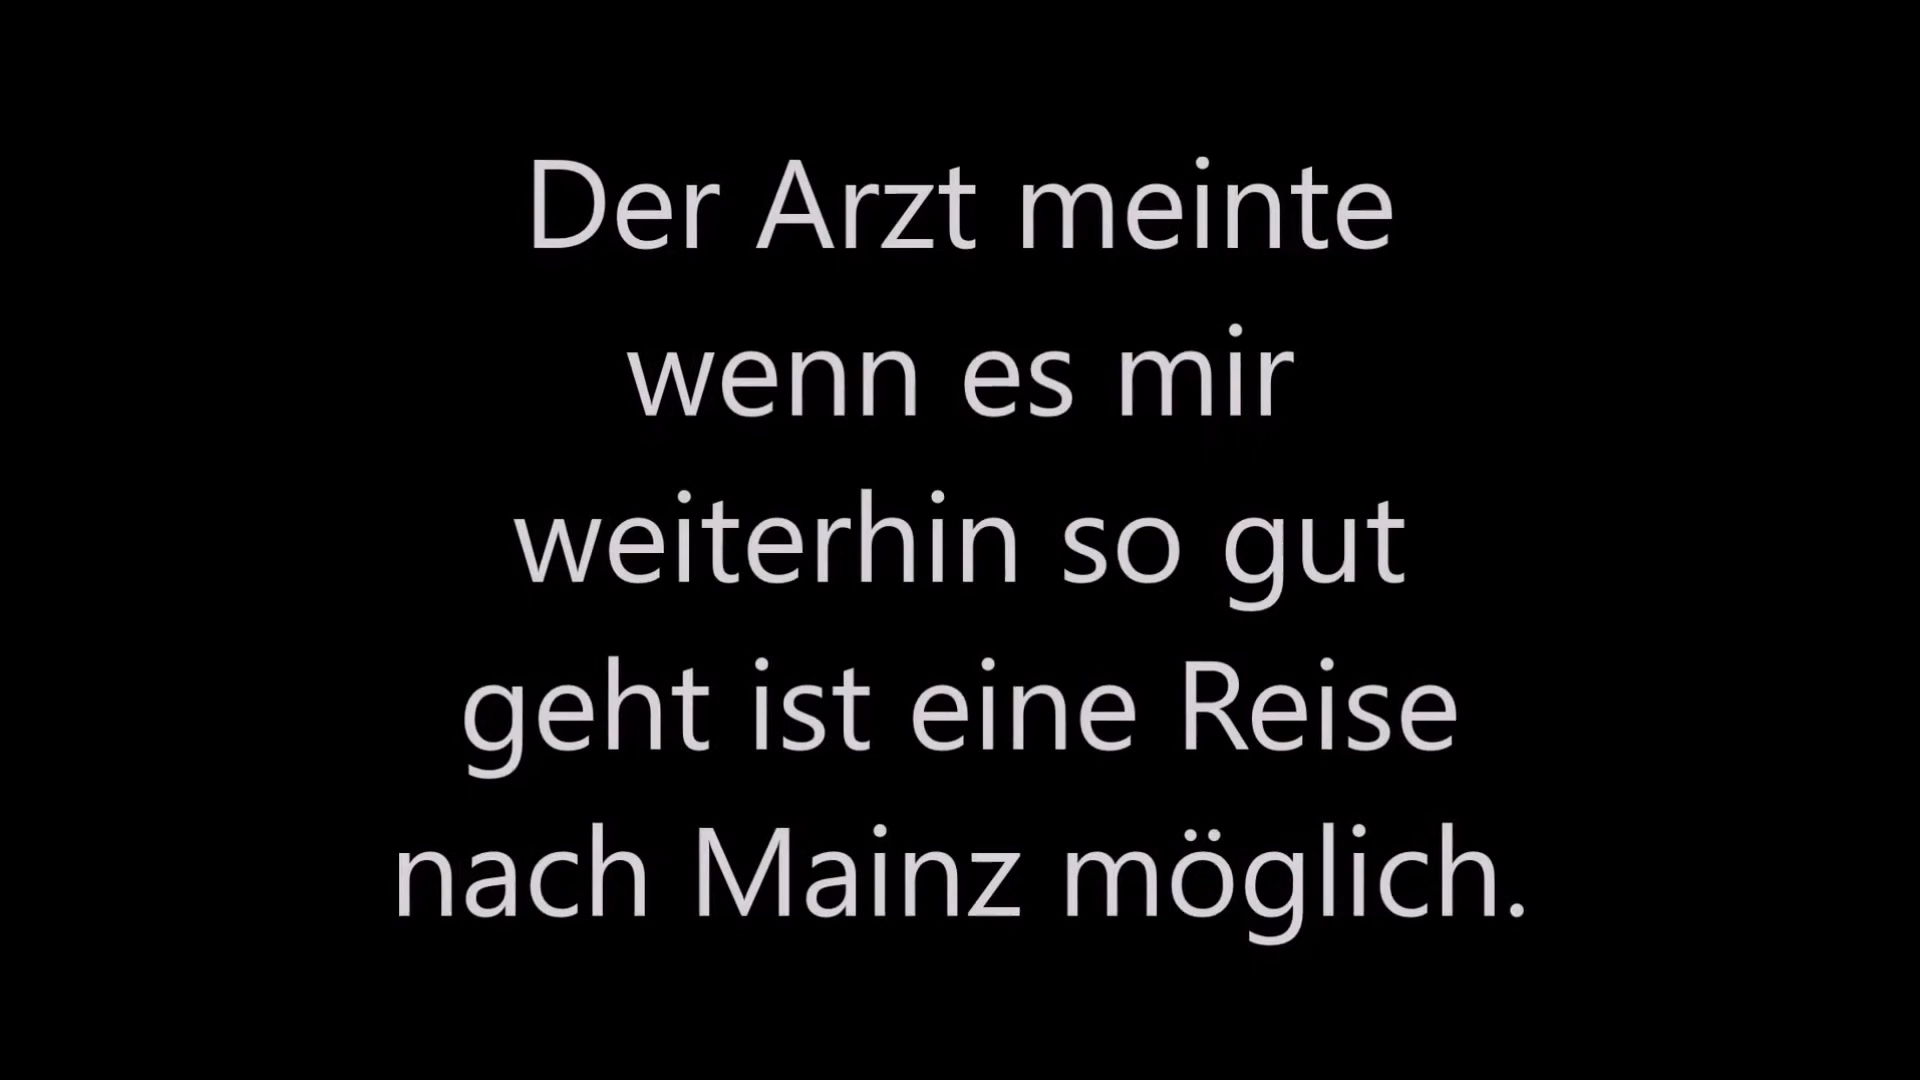 Der Arzt meinte
wenn es mir
weiterhin so gut
geht ist eine Reise
nach Mainz möglich.